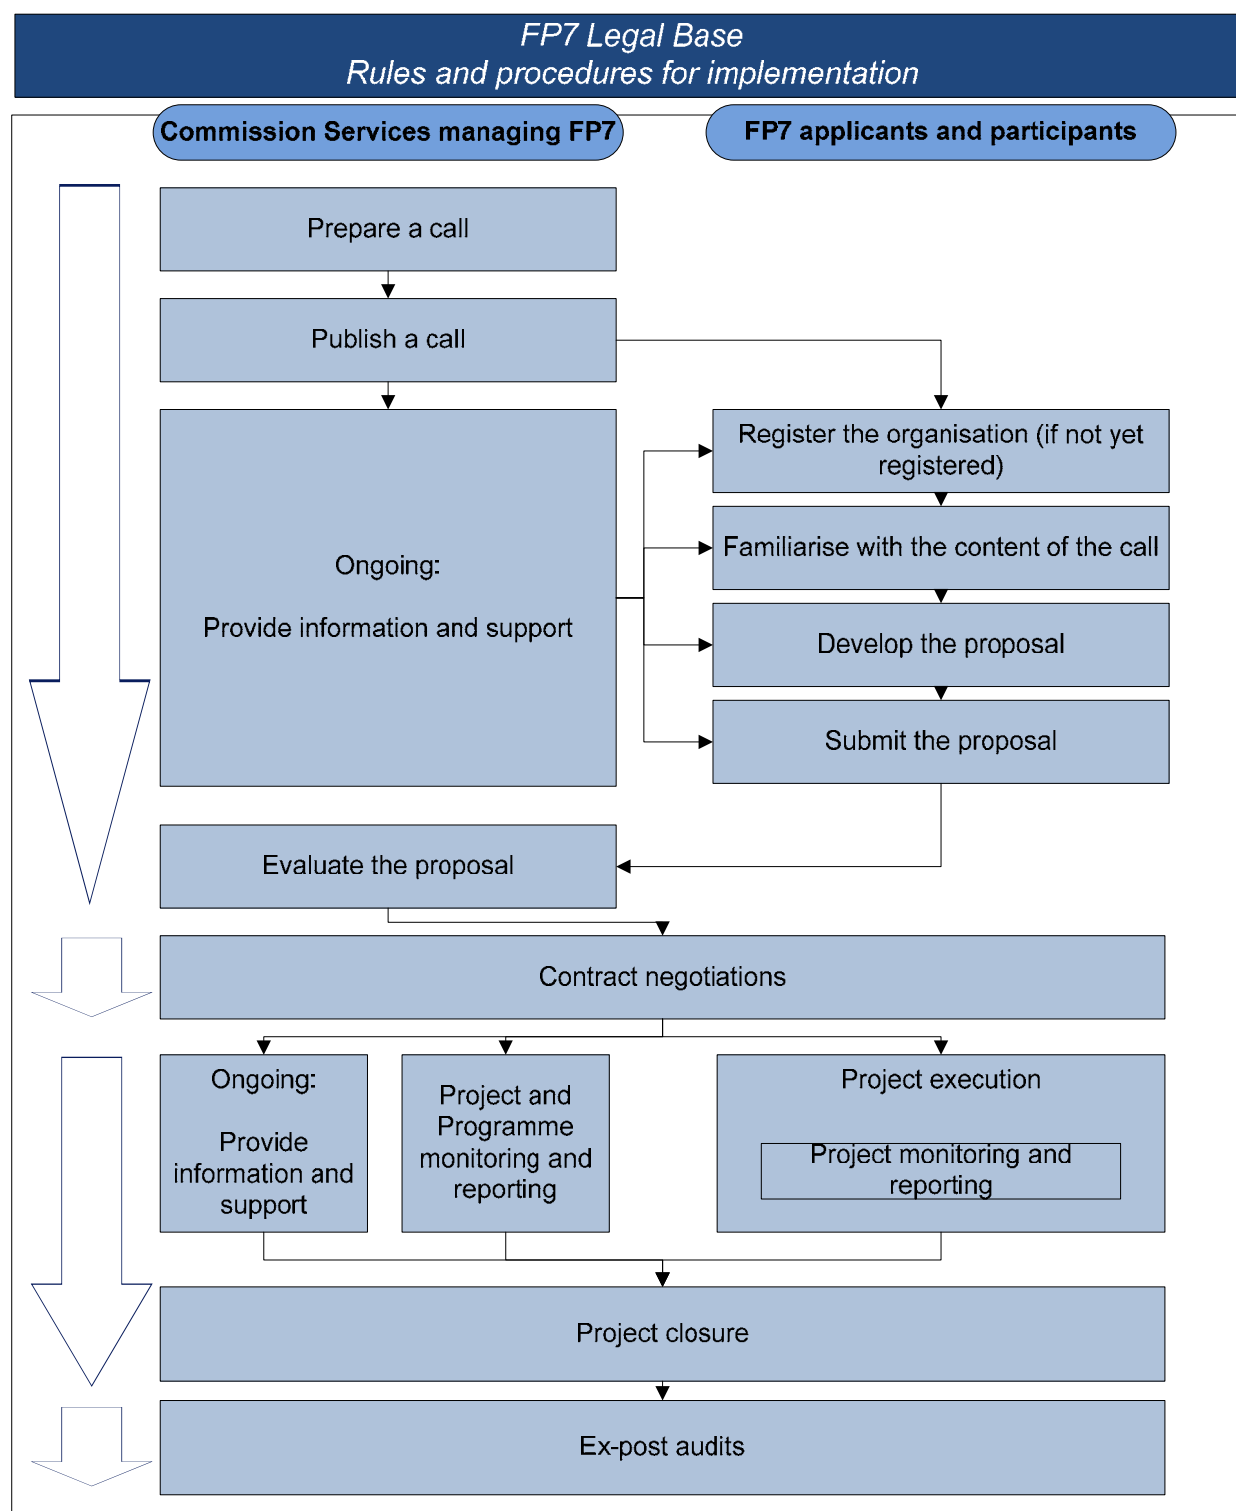 FP7 Legal Base
Rules and procedures for implementation
Commission Services managing FP7
FP7 applicants and participants
Prepare a call
Publish a call
Ongoing:
Provide information and support
Register the organisation (if not yet
registered)
Familiarise with the content of the call
Develop the proposal
Submit the proposal
Evaluate the proposal
Contract negotiations
Ongoing:
Provide
information and
support
Project and
Programme
monitoring and
reporting
Project execution
Project monitoring and
reporting
Project closure
Ex-post audits